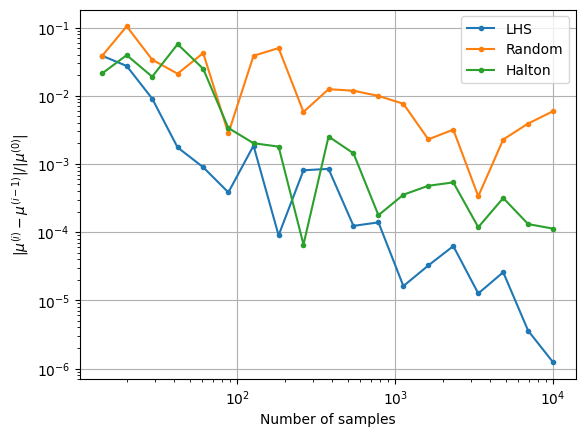 LHS
Random
Halton
10⁻¹
10⁻²
10⁻³
10⁻⁴
10⁻⁵
10⁻⁶
|μ⁽ⁱ⁾ − μ⁽ⁱ⁻¹⁾|/|μ⁽⁰⁾|
10²
10³
10⁴
Number of samples